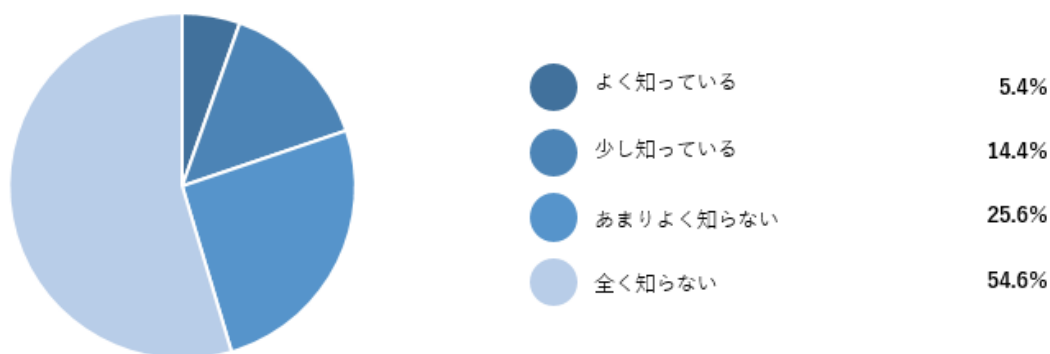 よく知っている 5.4%
少し知っている 14.4%
あまりよく知らない 25.6%
全く知らない 54.6%